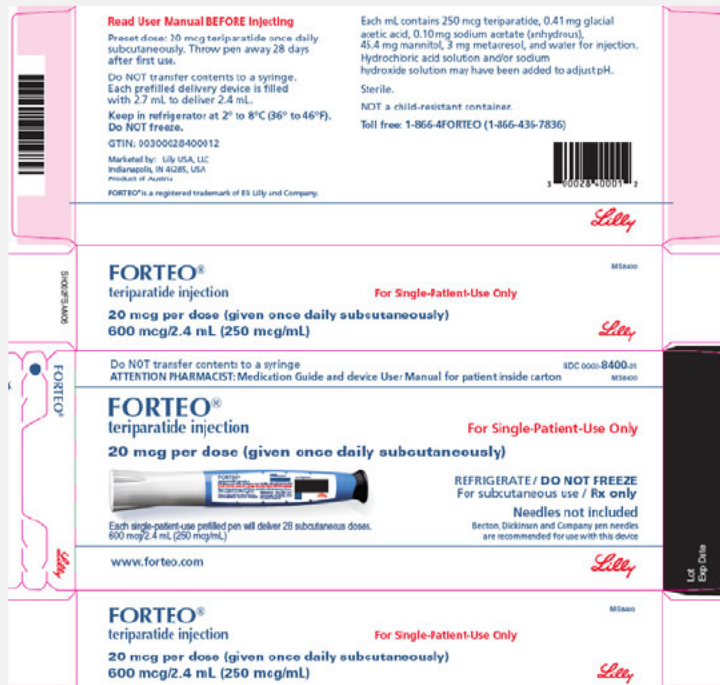 Read User Manual BEFORE Injecting
Preset dose: 20 mcg teriparatide once daily
subcutaneously. Throw pen away 28 days
after first use.
Do NOT transfer contents to a syringe.
Each prefilled delivery device is filled
with 2.7 mL to deliver 2.4 mL.
Keep in refrigerator at 2° to 8°C (36° to 46°F).
Do NOT freeze.
GTIN: 00300028400012
Marketed by: Lilly USA, LLC
Indianapolis, IN 46285, USA
Product of Austria
FORTEO® is a registered trademark of Eli Lilly and Company.
Each mL contains 250 mcg teriparatide, 0.41 mg glacial
acetic acid, 0.10 mg sodium acetate (anhydrous),
45.4 mg mannitol, 3 mg metacresol, and water for injection.
Hydrochloric acid solution and/or sodium
hydroxide solution may have been added to adjust pH.
Sterile.
NOT a child-resistant container.
Toll free: 1-866-4FORTEO (1-866-436-7836)
3 00028 40001 2
Lilly
FORTEO®
teriparatide injection
For Single-Patient-Use Only
MS8400
20 mcg per dose (given once daily subcutaneously)
600 mcg/2.4 mL (250 mcg/mL)
Lilly
SH002FSAM05
Do NOT transfer contents to a syringe
NDC 0002-8400-01
ATTENTION PHARMACIST: Medication Guide and device User Manual for patient inside carton
MS8400
FORTEO®
FORTEO®
teriparatide injection
For Single-Patient-Use Only
20 mcg per dose (given once daily subcutaneously)
FORTEO®
REFRIGERATE / DO NOT FREEZE
For subcutaneous use / Rx only
Needles not included
Becton, Dickinson and Company pen needles
are recommended for use with this device
Each single-patient-use prefilled pen will deliver 28 subcutaneous doses.
600 mcg/2.4 mL (250 mcg/mL)
www.forteo.com
Lilly
Lilly
Lot
Exp Date
FORTEO®
teriparatide injection
For Single-Patient-Use Only
MS8400
20 mcg per dose (given once daily subcutaneously)
600 mcg/2.4 mL (250 mcg/mL)
Lilly